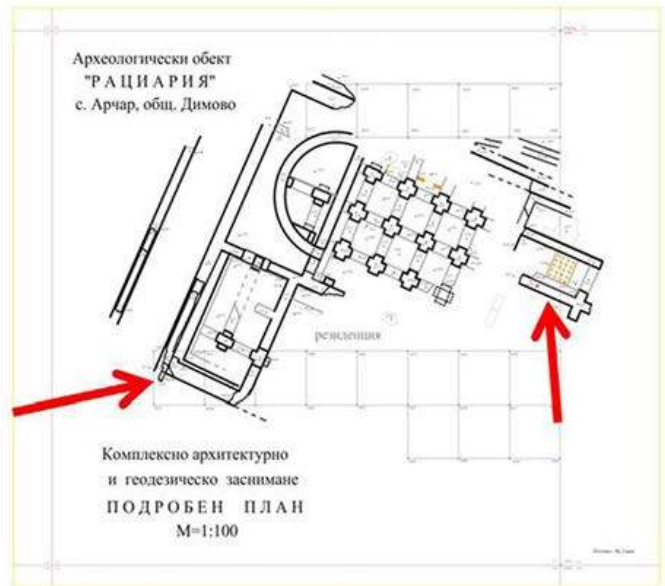 Археологически обект
"РАЦИАРИЯ"
с. Арчар, общ. Димово
резиденция
Комплексно архитектурно
и геодезическо заснимане
ПОДРОБЕН ПЛАН
М=1:100